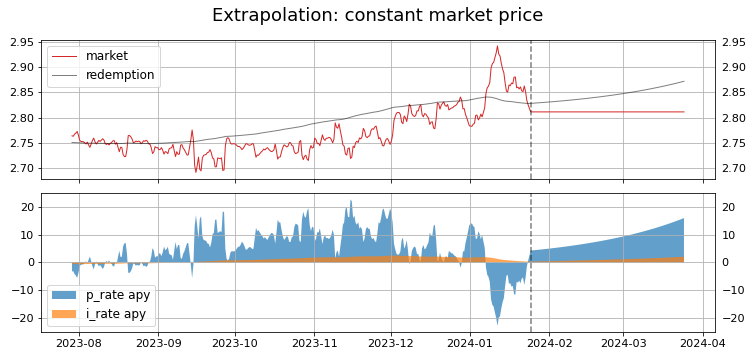 Extrapolation: constant market price
2.95 2.95
market
2.90 2.90
redemption
2.85 2.85
2.80 2.80
2.75 2.75
2.70 2.70
20 20
10 10
0 0
−10 −10
p_rate apy
i_rate apy
−20 −20
2023-08 2023-09 2023-10 2023-11 2023-12 2024-01 2024-02 2024-03 2024-04